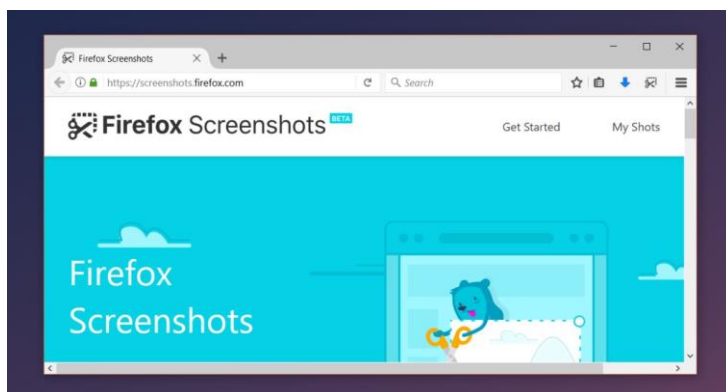 Firefox Screenshots
https://screenshots.firefox.com
Search
Firefox Screenshots BETA
Get Started
My Shots
Firefox
Screenshots